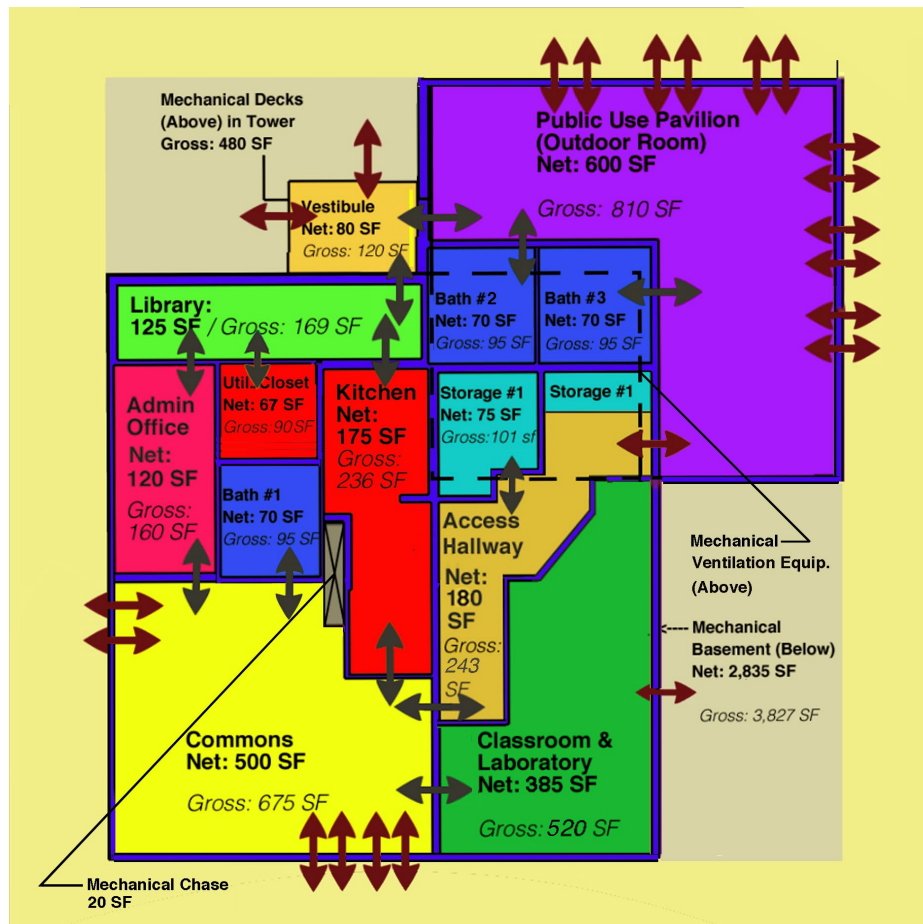 Mechanical Decks
(Above) in Tower
Gross: 480 SF
Public Use Pavilion
(Outdoor Room)
Net: 600 SF
Gross: 810 SF
Vestibule
Net: 80 SF
Gross: 120 SF
Library:
125 SF / Gross: 169 SF
Bath #2
Net: 70 SF
Gross: 95 SF
Bath #3
Net: 70 SF
Gross: 95 SF
Admin
Office
Net:
120 SF
Gross:
160 SF
Util. Closet
Net: 67 SF
Gross: 90 SF
Kitchen
Net:
175 SF
Gross:
236 SF
Storage #1
Net: 75 SF
Gross:101 sf
Storage #1
Bath #1
Net: 70 SF
Gross: 95 SF
Access
Hallway
Net:
180
SF
Gross:
243
SF
Mechanical
Ventilation Equip.
(Above)
Mechanical
Basement (Below)
Net: 2,835 SF
Gross: 3,827 SF
Commons
Net: 500 SF
Gross: 675 SF
Classroom &
Laboratory
Net: 385 SF
Gross: 520 SF
Mechanical Chase
20 SF